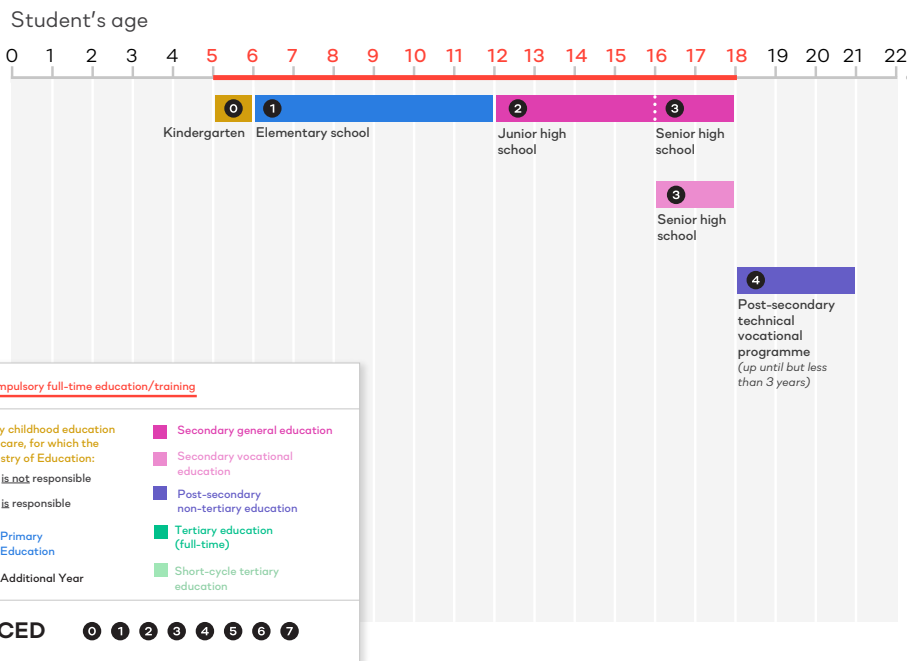 Student's age
0 1 2 3 4 5 6 7 8 9 10 11 12 13 14 15 16 17 18 19 20 21 22
0 1 2 3
Kindergarten Elementary school Junior high school Senior high school
3
Senior high
school
4
Post-secondary
technical
vocational
programme
(up until but less
than 3 years)
mpulsory full-time education/training
y childhood education
care, for which the
stry of Education:
is not responsible
is responsible
Primary
Education
Additional Year
Secondary general education
Secondary vocational
education
Post-secondary
non-tertiary education
Tertiary education
(full-time)
Short-cycle tertiary
education
CED 0 1 2 3 4 5 6 7